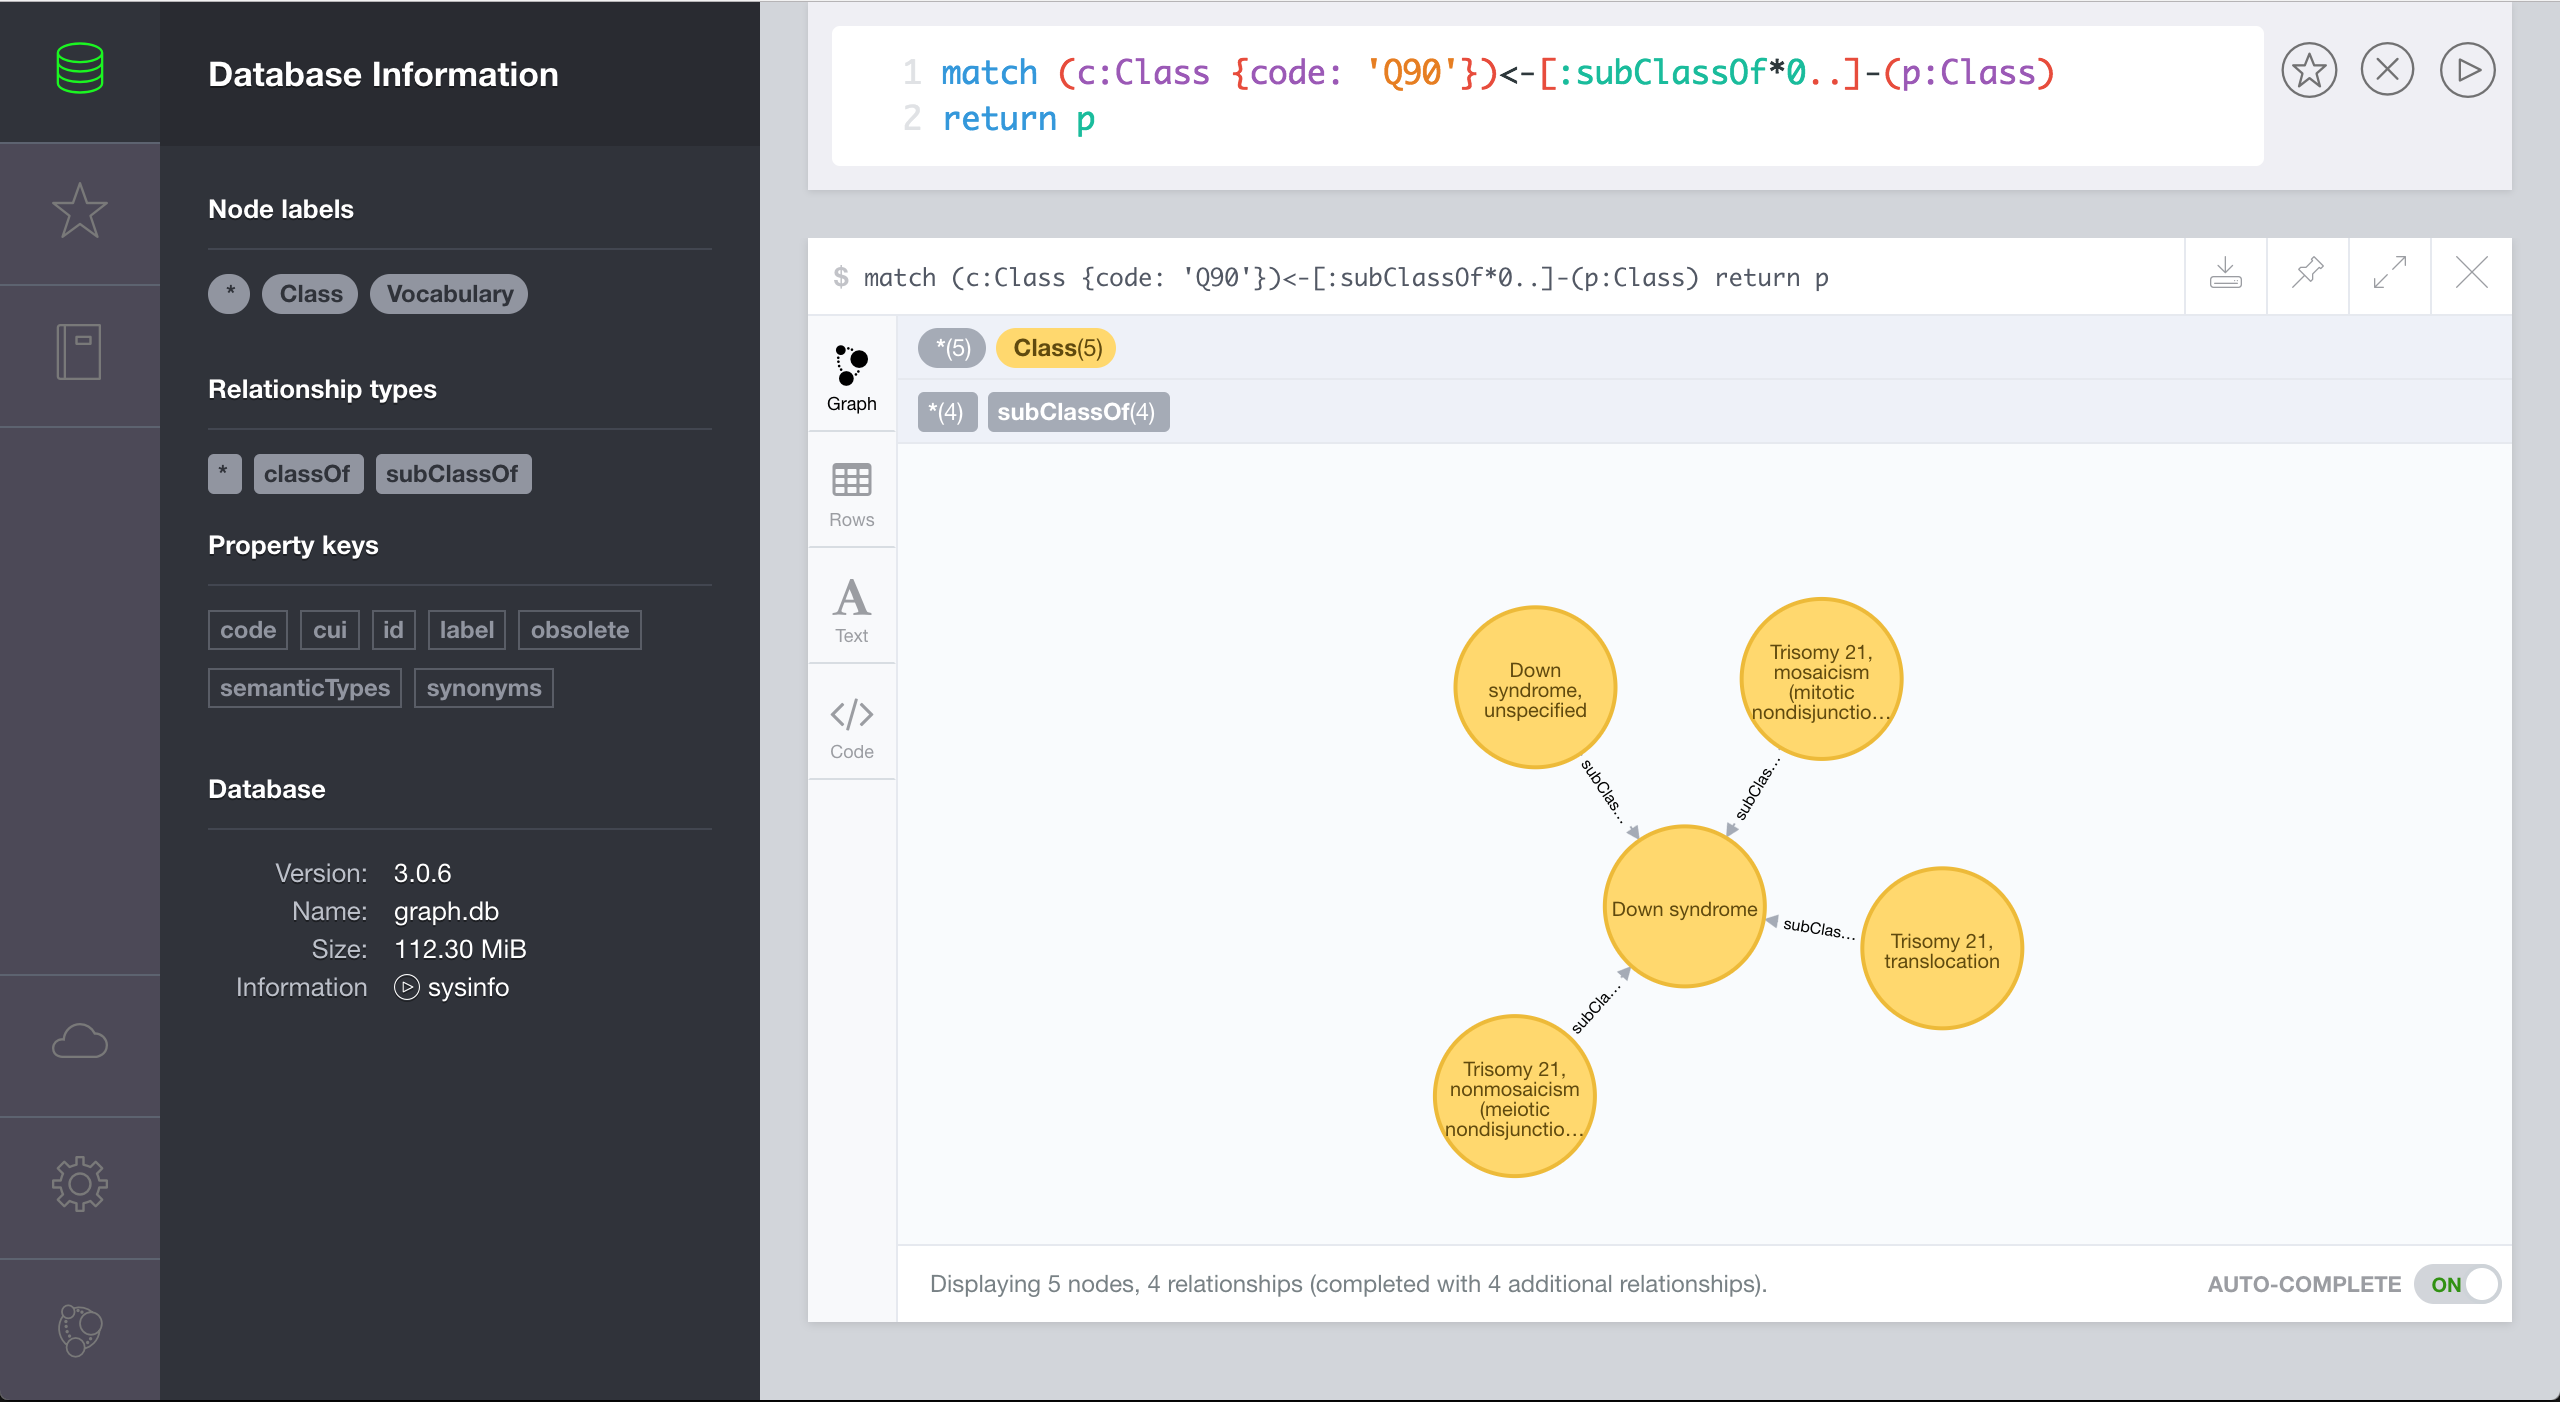 Database Information
Node labels
* Class Vocabulary
Relationship types
* classOf subClassOf
Property keys
code cui id label obsolete
semanticTypes synonyms
Database
Version: 3.0.6
Name: graph.db
Size: 112.30 MiB
Information sysinfo
1 match (c:Class {code: 'Q90'})<-[:subClassOf*0..]-(p:Class)
2 return p
$ match (c:Class {code: 'Q90'})<-[:subClassOf*0..]-(p:Class) return p
Graph
Rows
Text
Code
*(5) Class(5)
*(4) subClassOf(4)
Down
syndrome,
unspecified
Trisomy 21,
mosaicism
(mitotic
nondisjunctio…
subClas…
subClas…
Down syndrome
subClas…
Trisomy 21,
translocation
subCla…
Trisomy 21,
nonmosaicism
(meiotic
nondisjunctio…
Displaying 5 nodes, 4 relationships (completed with 4 additional relationships).
AUTO-COMPLETE ON